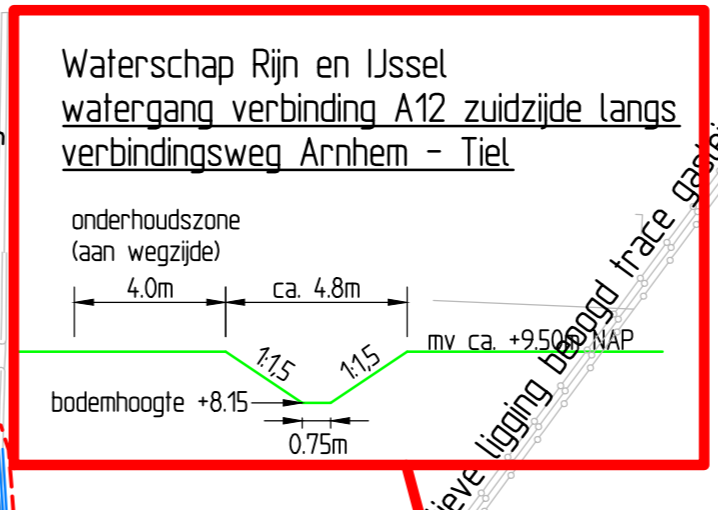 Waterschap Rijn en IJssel
watergang verbinding A12 zuidzijde langs
verbindingsweg Arnhem - Tiel
onderhoudszone
(aan wegzijde)
4.0m
ca. 4.8m
1:1,5
1:1,5
mv ca. +9.50m NAP
bodemhoogte +8.15
0.75m
ligging beoogd trace